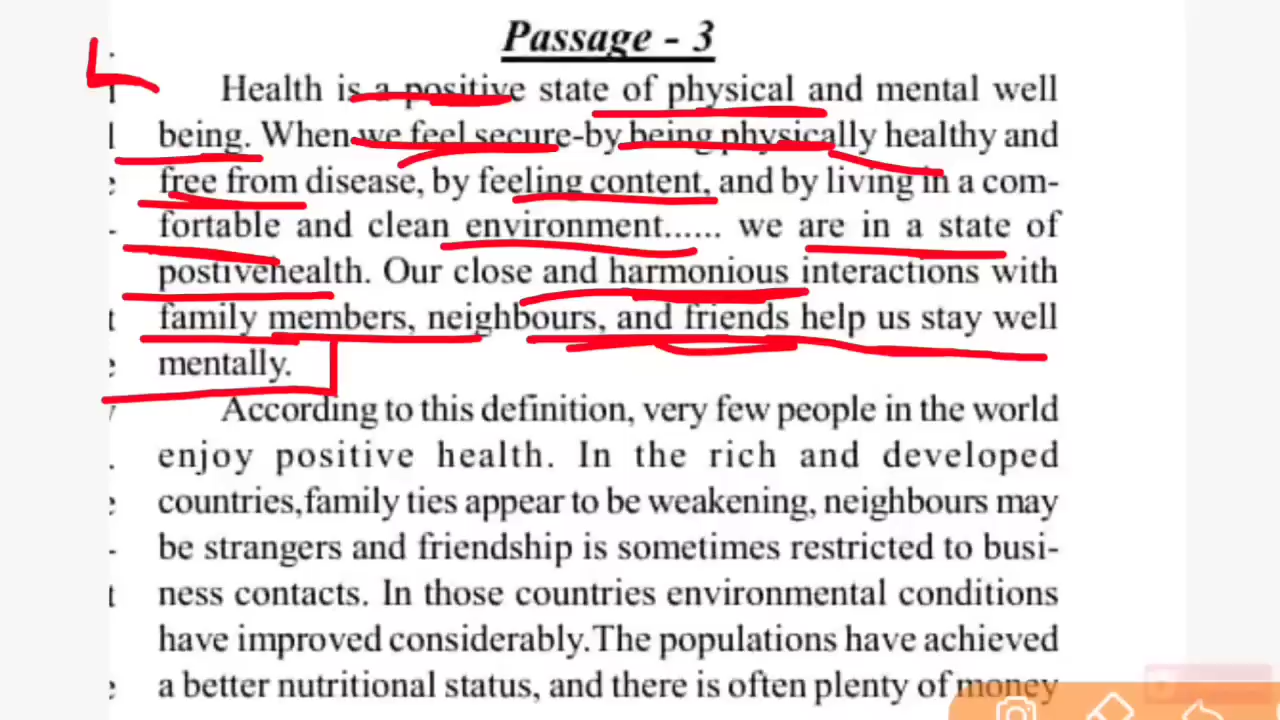 Passage - 3
Health is a positive state of physical and mental well
being. When we feel secure-by being physically healthy and
free from disease, by feeling content, and by living in a com-
fortable and clean environment...... we are in a state of
postivehealth. Our close and harmonious interactions with
family members, neighbours, and friends help us stay well
mentally.
According to this definition, very few people in the world
enjoy positive health. In the rich and developed
countries,family ties appear to be weakening, neighbours may
be strangers and friendship is sometimes restricted to busi-
ness contacts. In those countries environmental conditions
have improved considerably.The populations have achieved
a better nutritional status, and there is often plenty of money